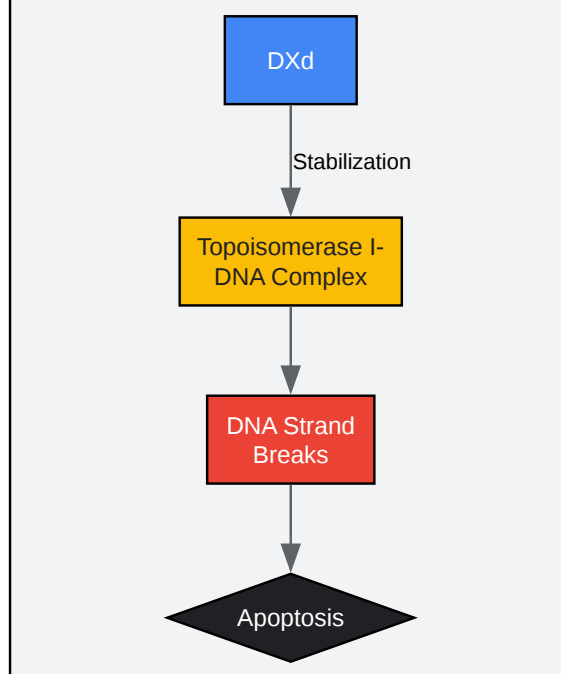 DXd
Stabilization
Topoisomerase I-
DNA Complex
DNA Strand
Breaks
Apoptosis